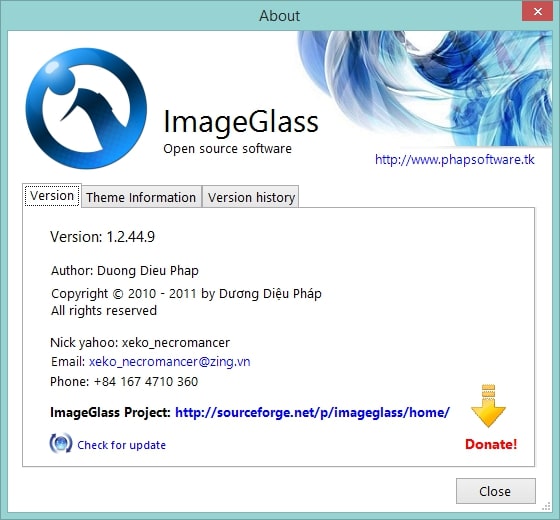 About
ImageGlass
Open source software
http://www.phapsoftware.tk
Version Theme Information Version history
Version: 1.2.44.9
Author: Duong Dieu Phap
Copyright © 2010 - 2011 by Dương Diệu Pháp
All rights reserved
Nick yahoo: xeko_necromancer
Email: xeko_necromancer@zing.vn
Phone: +84 167 4710 360
ImageGlass Project: http://sourceforge.net/p/imageglass/home/
Check for update
Donate!
Close